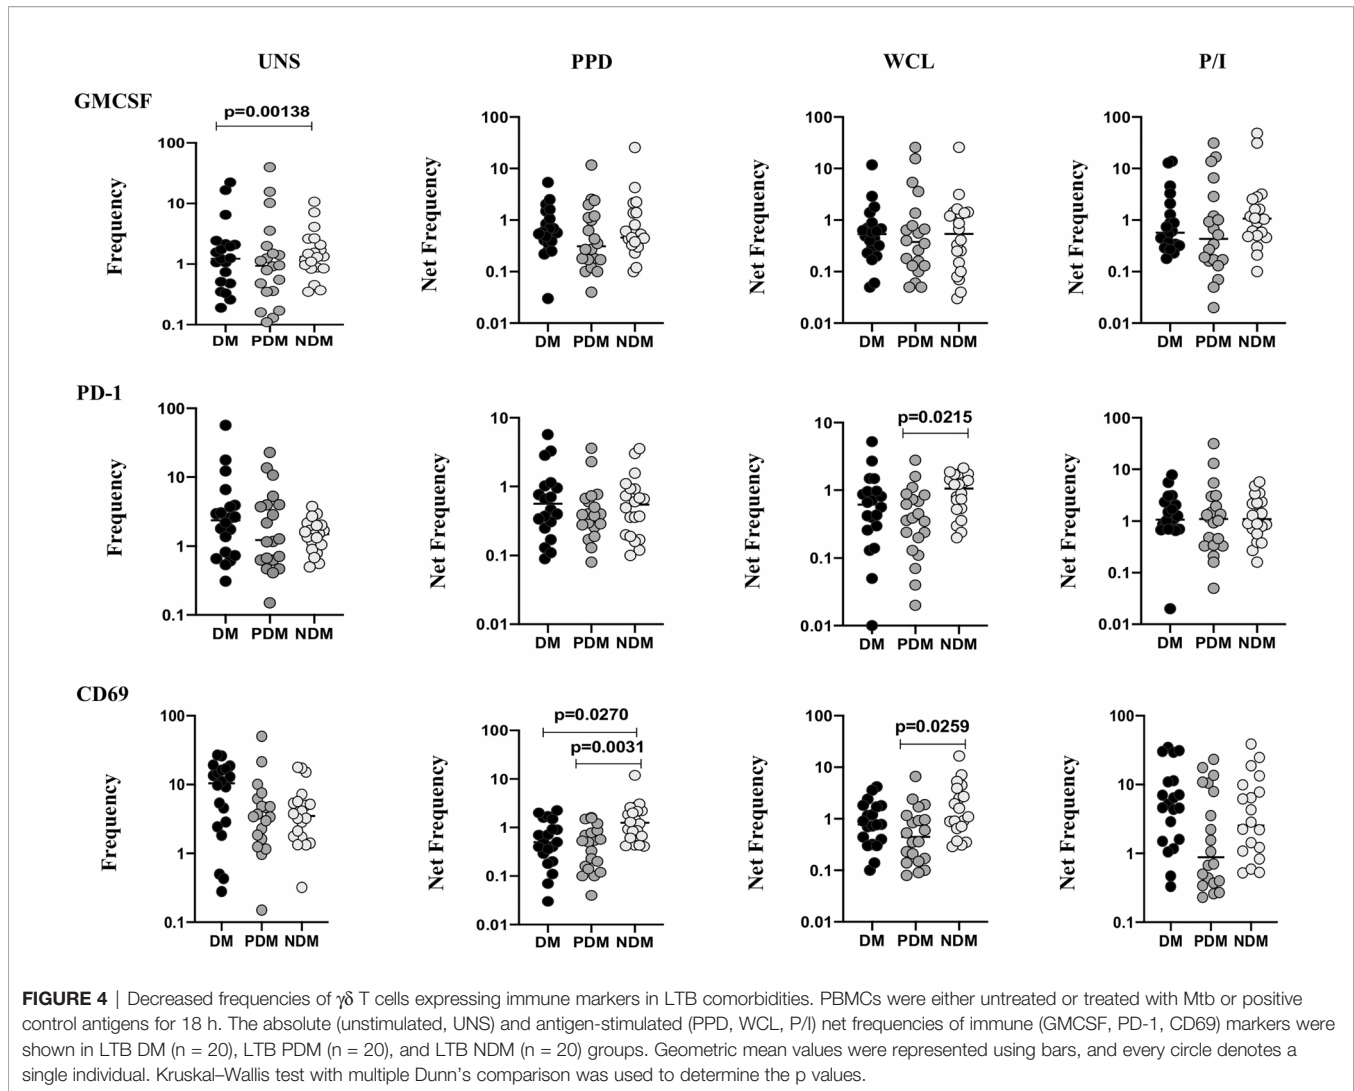 UNS PPD WCL P/I
GMCSF
p=0.00138
Frequency
100
10
1
0.1
DM PDM NDM
Net Frequency
100
10
1
0.1
0.01
DM PDM NDM
Net Frequency
100
10
1
0.1
0.01
DM PDM NDM
Net Frequency
100
10
1
0.1
0.01
DM PDM NDM
PD-1
Frequency
100
10
1
0.1
DM PDM NDM
Net Frequency
10
1
0.1
0.01
DM PDM NDM
p=0.0215
Net Frequency
10
1
0.1
0.01
DM PDM NDM
Net Frequency
100
10
1
0.1
0.01
DM PDM NDM
CD69
Frequency
100
10
1
0.1
DM PDM NDM
p=0.0270
p=0.0031
Net Frequency
100
10
1
0.1
0.01
DM PDM NDM
p=0.0259
Net Frequency
100
10
1
0.1
0.01
DM PDM NDM
Net Frequency
100
10
1
0.1
DM PDM NDM
FIGURE 4 | Decreased frequencies of γδ T cells expressing immune markers in LTB comorbidities. PBMCs were either untreated or treated with Mtb or positive
control antigens for 18 h. The absolute (unstimulated, UNS) and antigen-stimulated (PPD, WCL, P/I) net frequencies of immune (GMCSF, PD-1, CD69) markers were
shown in LTB DM (n = 20), LTB PDM (n = 20), and LTB NDM (n = 20) groups. Geometric mean values were represented using bars, and every circle denotes a
single individual. Kruskal–Wallis test with multiple Dunn's comparison was used to determine the p values.